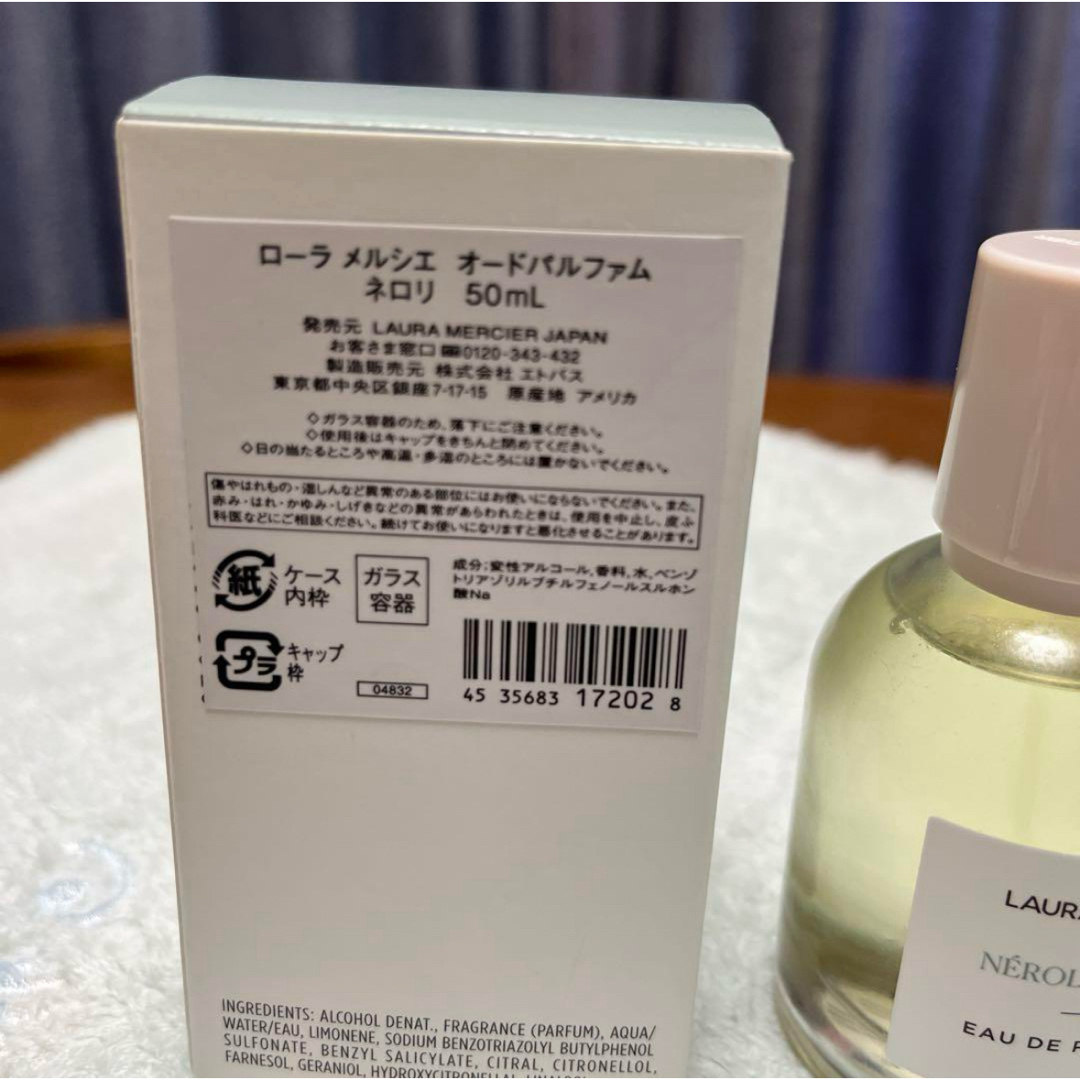 ローラ メルシエ オードパルファム
ネロリ 50mL
発売元 LAURA MERCIER JAPAN
お客さま窓口 0120-343-432
製造販売元 株式会社 エトバス
東京都中央区銀座7-17-15 原産地 アメリカ
◇ガラス容器のため、落下にご注意ください。
◇使用後はキャップをきちんと閉めてください。
◇日の当たるところや高温・多湿のところには置かないでください。
傷やはれもの・湿しんなど異常のある部位にはお使いにならないでください。また、
赤み・はれ・かゆみ・しげきなどの異常があらわれたときは、使用を中止し、皮ふ
科医などにご相談ください。続けてお使いになりますと悪化させることがあります。
紙 ケース
内枠
ガラス
容器
プラ キャップ
枠
成分:変性アルコール,香料,水,ベンゾ
トリアゾリルブチルフェノールスルホン
酸Na
04832
45 35683 17202 8
INGREDIENTS: ALCOHOL DENAT., FRAGRANCE (PARFUM), AQUA/
WATER/EAU, LIMONENE, SODIUM BENZOTRIAZOLYL BUTYLPHENOL
SULFONATE, BENZYL SALICYLATE, CITRAL, CITRONELLOL,
FARNESOL, GERANIOL, HYDROXYCITRONELLAL,
LAURA
NÉROL
EAU DE P